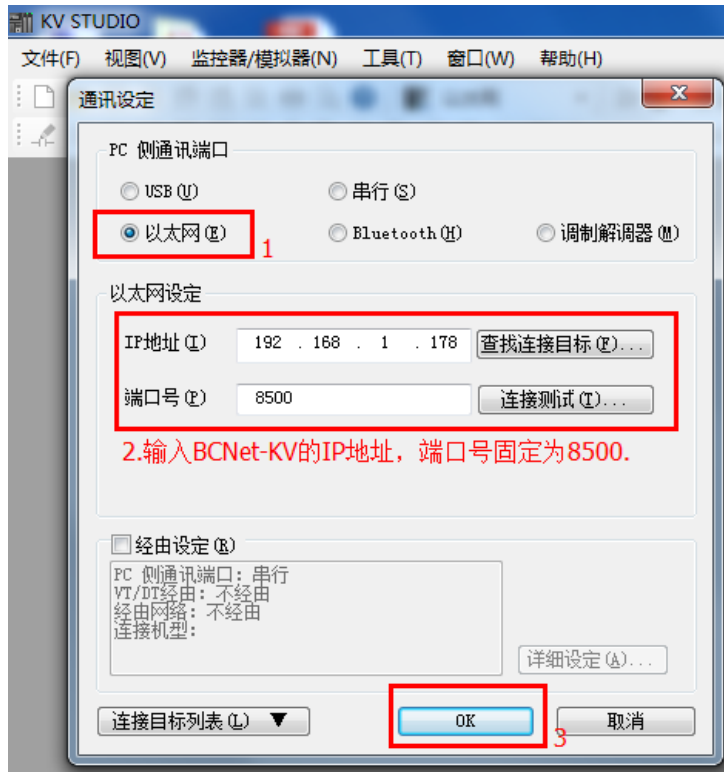 KV STUDIO
文件(F) 视图(V) 监控器/模拟器(N) 工具(T) 窗口(W) 帮助(H)
通讯设定
PC 侧通讯端口
USB(U) 串行(S)
以太网(E) Bluetooth(H) 调制解调器(M)
1
以太网设定
IP地址(I) 192 . 168 . 1 . 178 查找连接目标(F)...
端口号(P) 8500 连接测试(T)...
2.输入BCNet-KV的IP地址，端口号固定为8500.
经由设定(R)
PC 侧通讯端口: 串行
VT/DT经由: 不经由
经由网络: 不经由
连接机型:
详细设定(A)...
连接目标列表(L) ▼ OK 取消
3